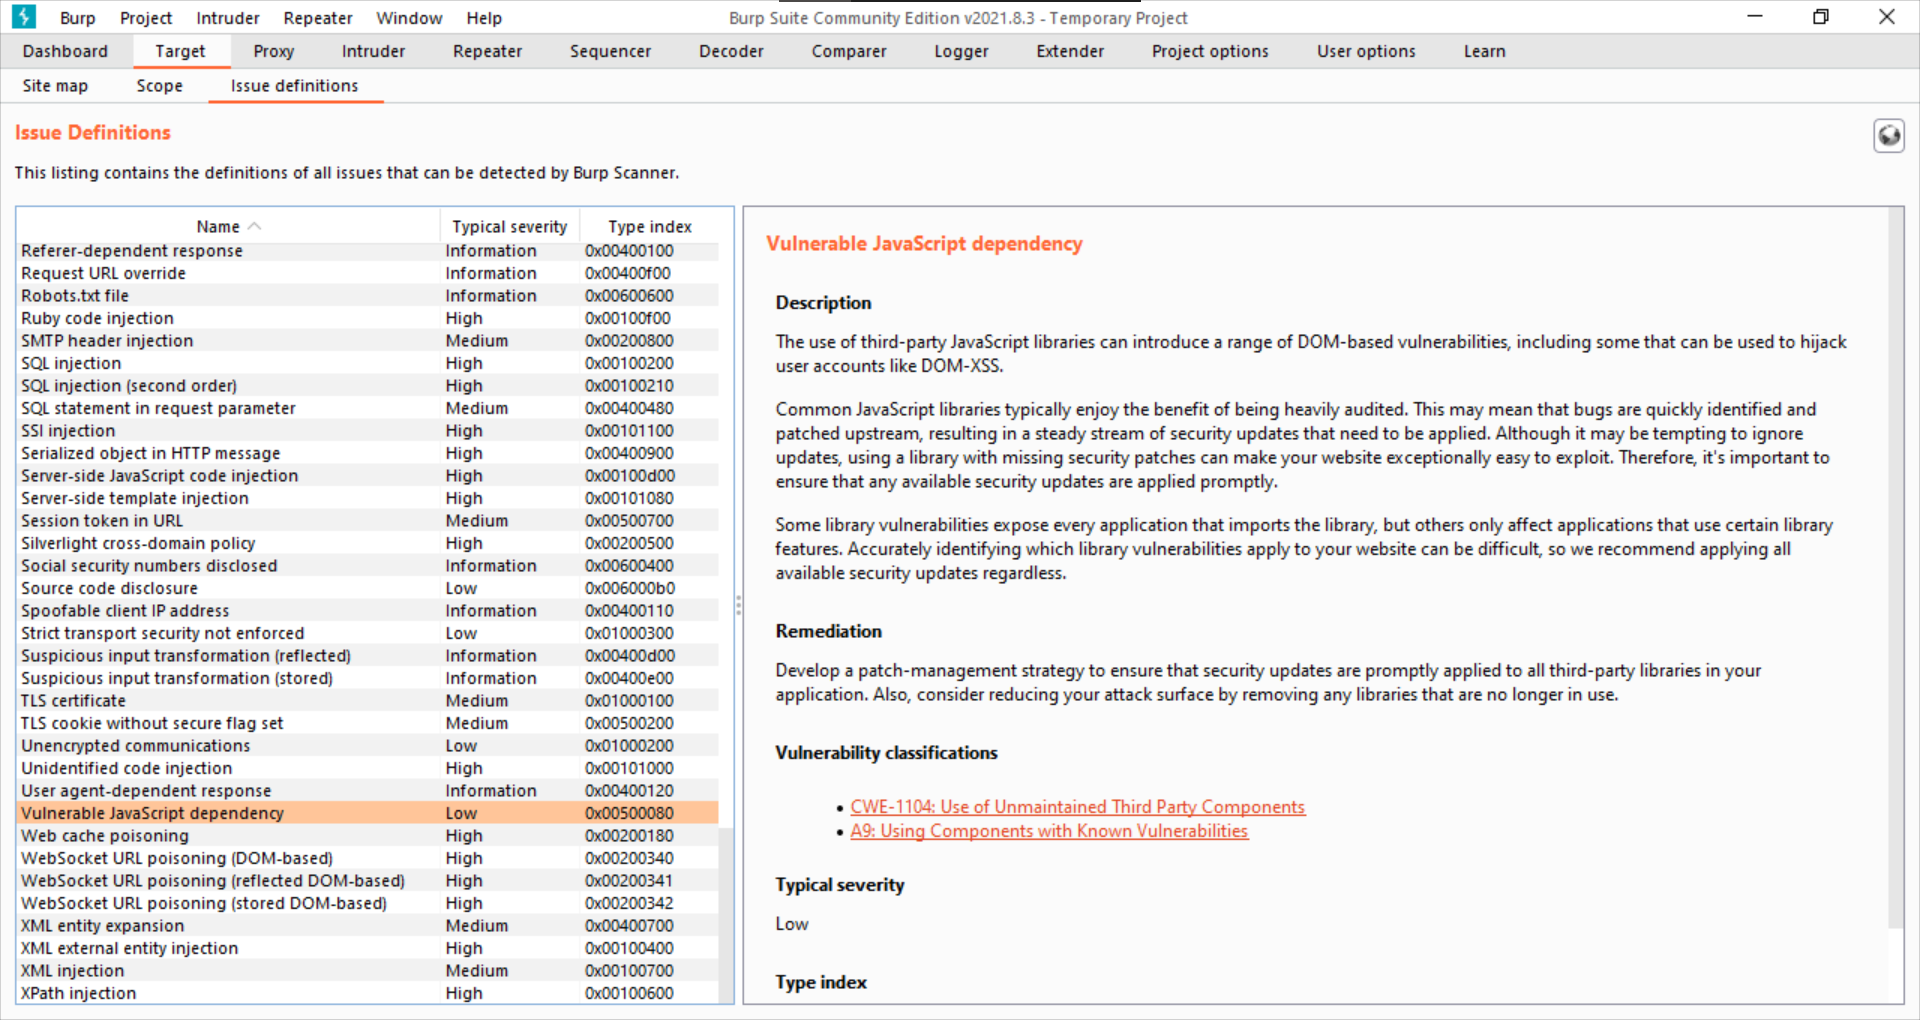 Burp Project Intruder Repeater Window Help
Burp Suite Community Edition v2021.8.3 - Temporary Project
Dashboard Target Proxy Intruder Repeater Sequencer Decoder Comparer Logger Extender Project options User options Learn
Site map Scope Issue definitions
Issue Definitions
This listing contains the definitions of all issues that can be detected by Burp Scanner.
Name Typical severity Type index
Referer-dependent response Information 0x00400100
Request URL override Information 0x00400f00
Robots.txt file Information 0x00600600
Ruby code injection High 0x00100f00
SMTP header injection Medium 0x00200800
SQL injection High 0x00100200
SQL injection (second order) High 0x00100210
SQL statement in request parameter Medium 0x00400480
SSI injection High 0x00101100
Serialized object in HTTP message High 0x00400900
Server-side JavaScript code injection High 0x00100d00
Server-side template injection High 0x00101080
Session token in URL Medium 0x00500700
Silverlight cross-domain policy High 0x00200500
Social security numbers disclosed Information 0x00600400
Source code disclosure Low 0x006000b0
Spoofable client IP address Information 0x00400110
Strict transport security not enforced Low 0x01000300
Suspicious input transformation (reflected) Information 0x00400d00
Suspicious input transformation (stored) Information 0x00400e00
TLS certificate Medium 0x01000100
TLS cookie without secure flag set Medium 0x00500200
Unencrypted communications Low 0x01000200
Unidentified code injection High 0x00101000
User agent-dependent response Information 0x00400120
Vulnerable JavaScript dependency Low 0x00500080
Web cache poisoning High 0x00200180
WebSocket URL poisoning (DOM-based) High 0x00200340
WebSocket URL poisoning (reflected DOM-based) High 0x00200341
WebSocket URL poisoning (stored DOM-based) High 0x00200342
XML entity expansion Medium 0x00400700
XML external entity injection High 0x00100400
XML injection Medium 0x00100700
XPath injection High 0x00100600
Vulnerable JavaScript dependency
Description
The use of third-party JavaScript libraries can introduce a range of DOM-based vulnerabilities, including some that can be used to hijack
user accounts like DOM-XSS.
Common JavaScript libraries typically enjoy the benefit of being heavily audited. This may mean that bugs are quickly identified and
patched upstream, resulting in a steady stream of security updates that need to be applied. Although it may be tempting to ignore
updates, using a library with missing security patches can make your website exceptionally easy to exploit. Therefore, it's important to
ensure that any available security updates are applied promptly.
Some library vulnerabilities expose every application that imports the library, but others only affect applications that use certain library
features. Accurately identifying which library vulnerabilities apply to your website can be difficult, so we recommend applying all
available security updates regardless.
Remediation
Develop a patch-management strategy to ensure that security updates are promptly applied to all third-party libraries in your
application. Also, consider reducing your attack surface by removing any libraries that are no longer in use.
Vulnerability classifications
• CWE-1104: Use of Unmaintained Third Party Components
• A9: Using Components with Known Vulnerabilities
Typical severity
Low
Type index